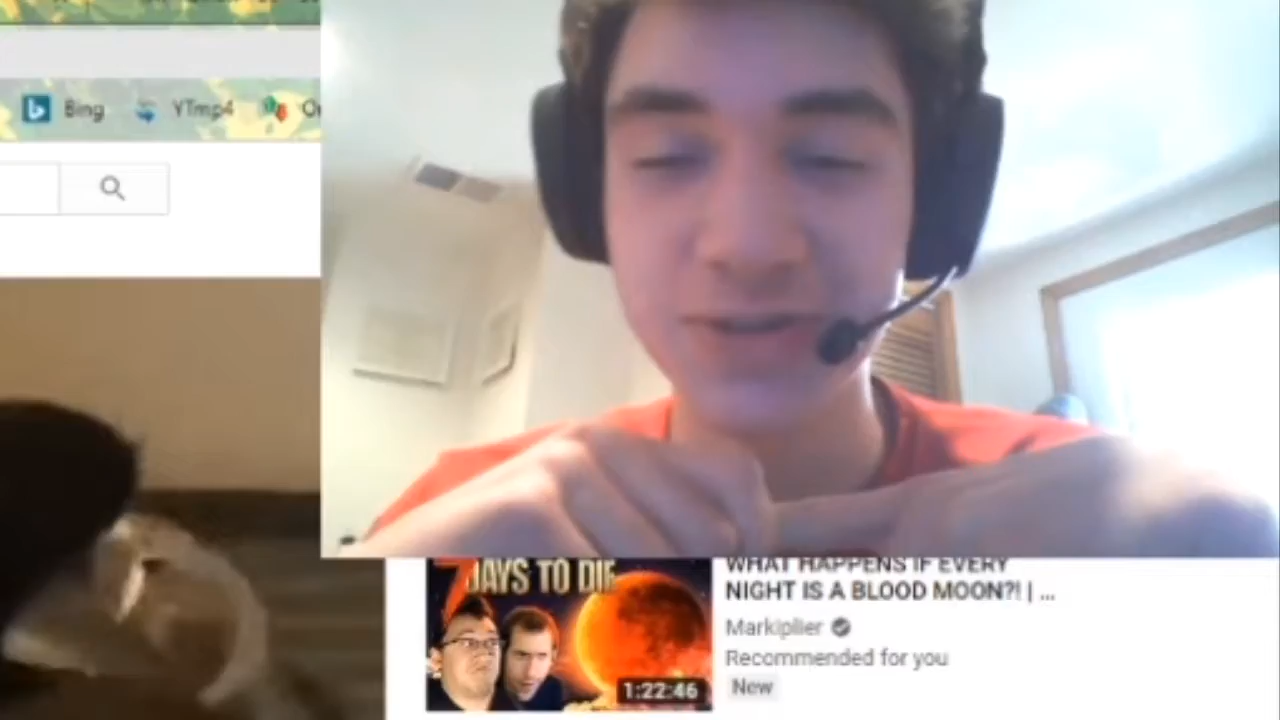 Bing YTmp4
7 DAYS TO DIE
WHAT HAPPENS IF EVERY
NIGHT IS A BLOOD MOON?! | ...
Markiplier
Recommended for you
1:22:46
New